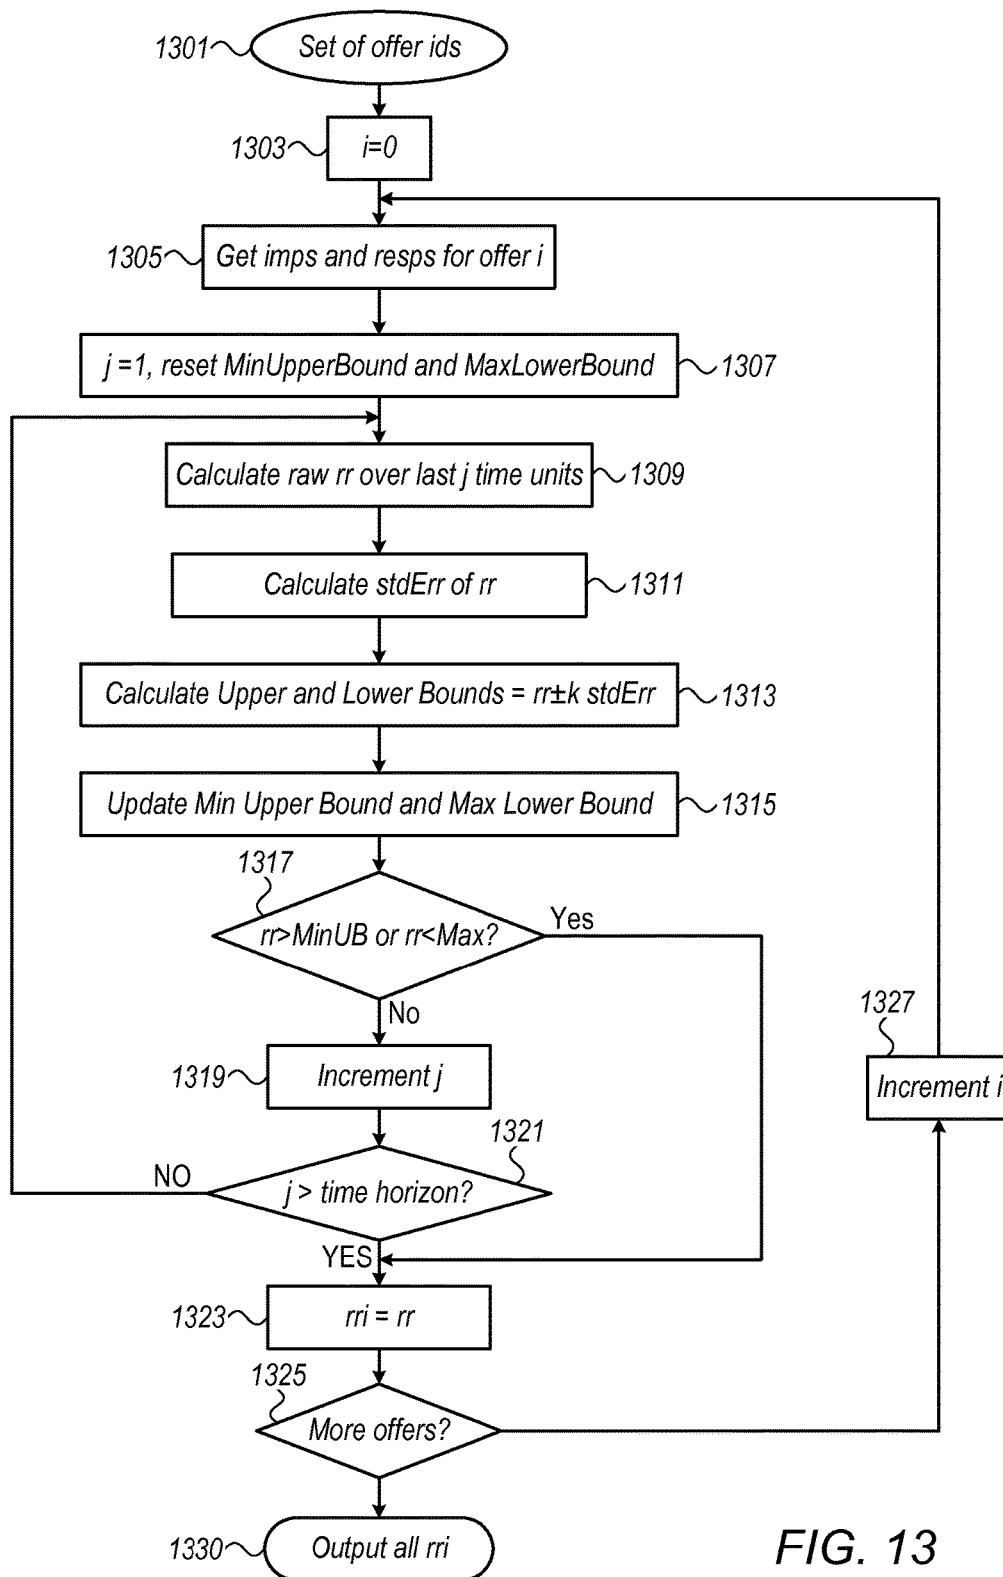 1301
Set of offer ids
1303
i=0
1305
Get imps and resps for offer i
j =1, reset MinUpperBound and MaxLowerBound
1307
Calculate raw rr over last j time units
1309
Calculate stdErr of rr
1311
Calculate Upper and Lower Bounds = rr±k stdErr
1313
Update Min Upper Bound and Max Lower Bound
1315
1317
rr>MinUB or rr<Max?
Yes
No
1319
Increment j
1327
Increment i
1321
NO
j > time horizon?
YES
1323
rri = rr
1325
More offers?
1330
Output all rri
FIG. 13